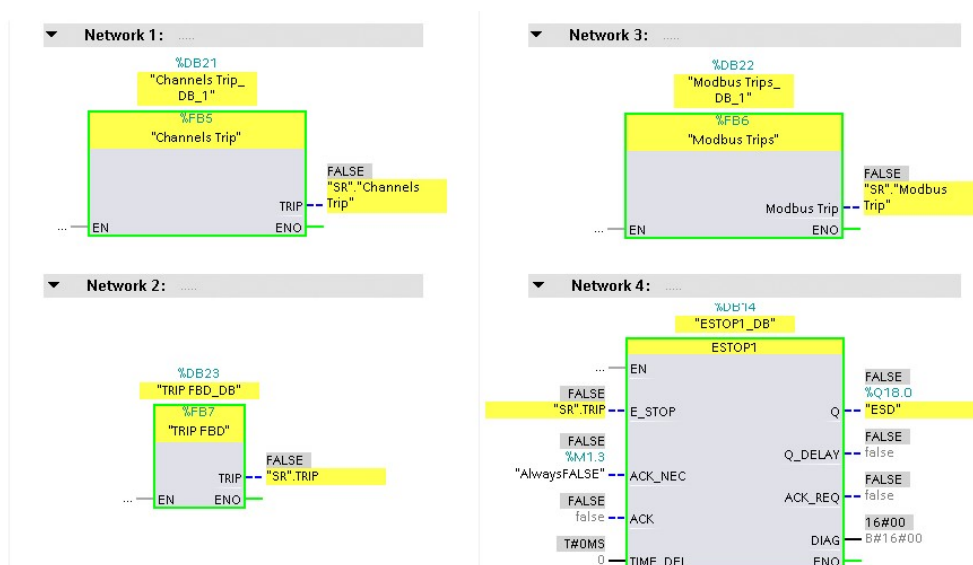 Network 1: .....
%DB21
"Channels Trip_
DB_1"
%FB5
"Channels Trip"
FALSE
"SR"."Channels
TRIP Trip"
... EN ENO
Network 2: .....
%DB23
"TRIP FBD_DB"
%FB7
"TRIP FBD"
FALSE
TRIP "SR".TRIP
... EN ENO
Network 3: .....
%DB22
"Modbus Trips_
DB_1"
%FB6
"Modbus Trips"
FALSE
"SR"."Modbus
Modbus Trip Trip"
... EN ENO
Network 4: .....
%DB14
"ESTOP1_DB"
ESTOP1
... EN
FALSE
%Q18.0
FALSE
"SR".TRIP E_STOP Q "ESD"
FALSE
%M1.3
"AlwaysFALSE" ACK_NEC
FALSE
Q_DELAY false
FALSE
ACK_REQ false
FALSE
false ACK
16#00
DIAG B#16#00
T#0MS
0 TIME_DEL ENO